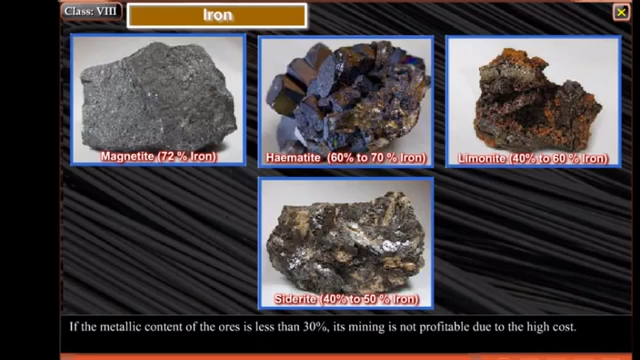 Class: VIII
Iron
Magnetite (72 % Iron)
Haematite (60% to 70 % Iron)
Limonite (40% to 60 % Iron)
Siderite (40% to 50 % Iron)
If the metallic content of the ores is less than 30%, its mining is not profitable due to the high cost.